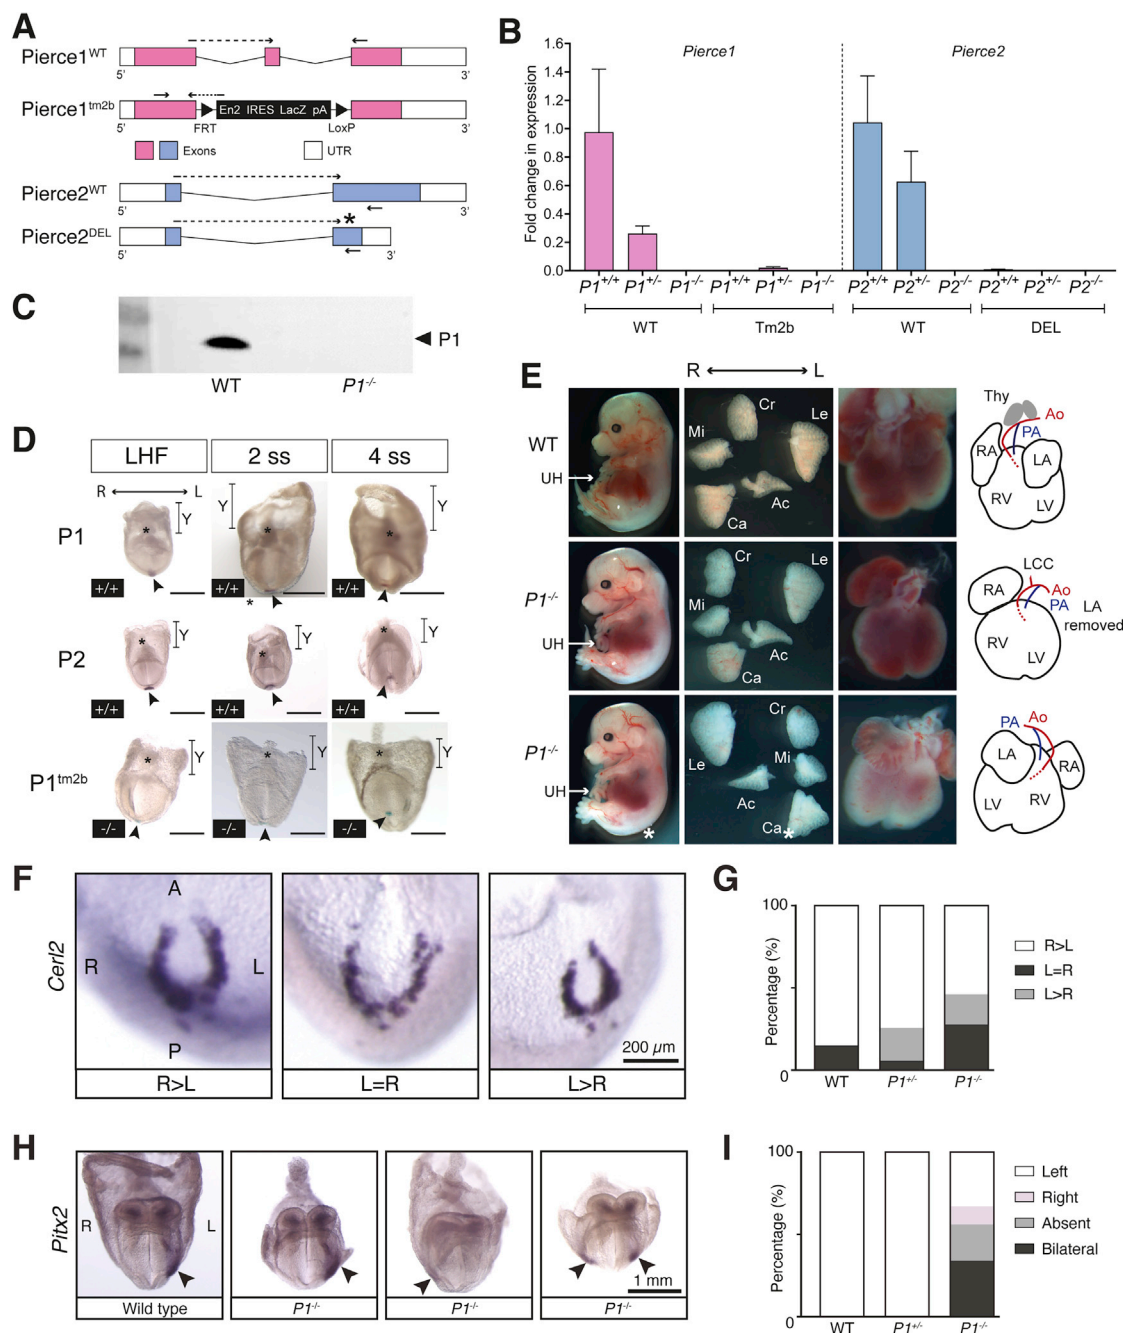 A
Pierce1WT
5'
3'
Pierce1tm2b
En2 IRES LacZ pA
5'
FRT
LoxP
3'
Exons
UTR
Pierce2WT
5'
3'
*
Pierce2DEL
5'
3'
B
Fold change in expression
1.6
1.4
1.2
1.0
0.8
0.6
0.4
0.2
0.0
Pierce1
Pierce2
P1+/+ P1+/- P1-/- P1+/+ P1+/- P1-/- P2+/+ P2+/- P2-/- P2+/+ P2+/- P2-/-
WT
Tm2b
WT
DEL
C
P1
WT
P1-/-
D
LHF
2 ss
4 ss
R
L
Y
Y
Y
P1
*
*
*
+/+
+/+
+/+
*
P2
Y
Y
Y
*
*
*
+/+
+/+
+/+
P1tm2b
Y
Y
Y
*
*
*
-/-
-/-
-/-
E
R
L
WT
UH
Cr
Le
Mi
Ac
Ca
Thy
Ao
PA
RA
LA
RV
LV
P1-/-
UH
Cr
Le
Mi
Ac
Ca
LCC
RA
Ao
PA
LA
removed
RV
LV
P1-/-
UH
*
Cr
Le
Mi
Ac
Ca
*
PA
Ao
LA
RA
LV
RV
F
Cerl2
A
R
L
P
200 µm
R>L
L=R
L>R
G
Percentage (%)
100
0
WT
P1+/-
P1-/-
R>L
L=R
L>R
H
Pitx2
R
L
1 mm
Wild type
P1-/-
P1-/-
P1-/-
I
Percentage (%)
100
0
WT
P1+/-
P1-/-
Left
Right
Absent
Bilateral